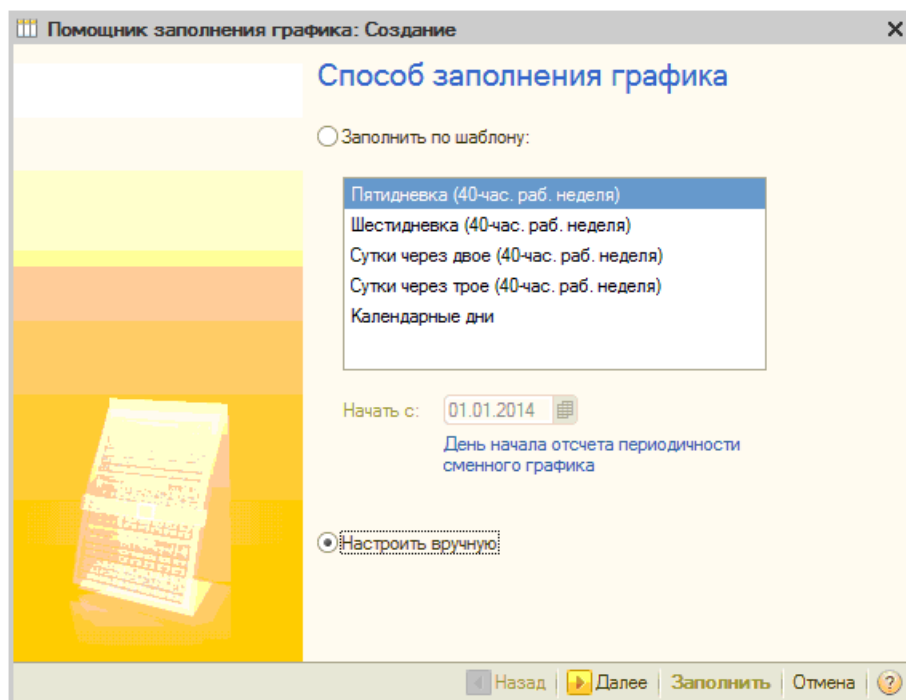 Помощник заполнения графика: Создание
Способ заполнения графика
Заполнить по шаблону:
Пятидневка (40-час. раб. неделя)
Шестидневка (40-час. раб. неделя)
Сутки через двое (40-час. раб. неделя)
Сутки через трое (40-час. раб. неделя)
Календарные дни
Начать с: 01.01.2014
День начала отсчета периодичности
сменного графика
Настроить вручную
Назад Далее Заполнить Отмена ?